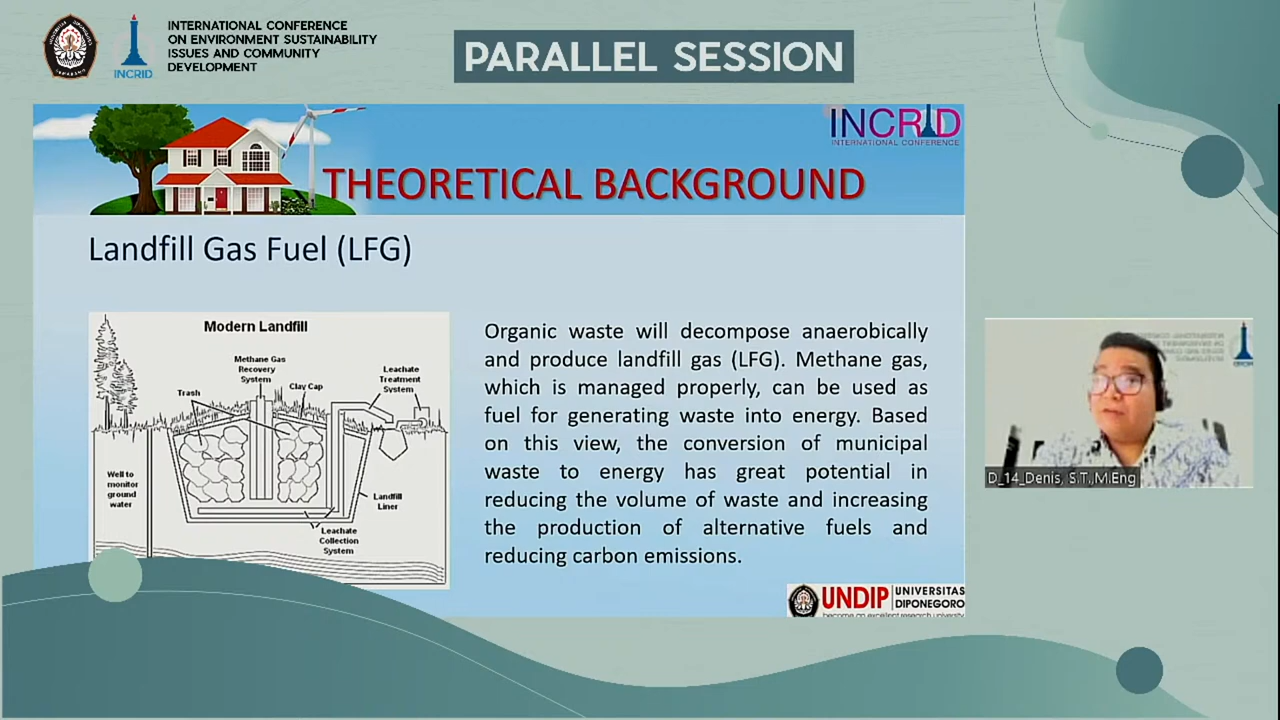 INTERNATIONAL CONFERENCE
ON ENVIRONMENT SUSTAINABILITY
ISSUES AND COMMUNITY
DEVELOPMENT
INCRID
PARALLEL SESSION
INCRID
INTERNATIONAL CONFERENCE
THEORETICAL BACKGROUND
Landfill Gas Fuel (LFG)
Modern Landfill
Methane Gas
Recovery
System
Clay Cap
Leachate
Treatment
System
Trash
Well to
monitor
ground
water
Landfill
Liner
Leachate
Collection
System
Organic waste will decompose anaerobically
and produce landfill gas (LFG). Methane gas,
which is managed properly, can be used as
fuel for generating waste into energy. Based
on this view, the conversion of municipal
waste to energy has great potential in
reducing the volume of waste and increasing
the production of alternative fuels and
reducing carbon emissions.
D_14_Denis, S.T.,M.Eng
UNDIP
UNIVERSITAS
DIPONEGORO
become an excellent research university